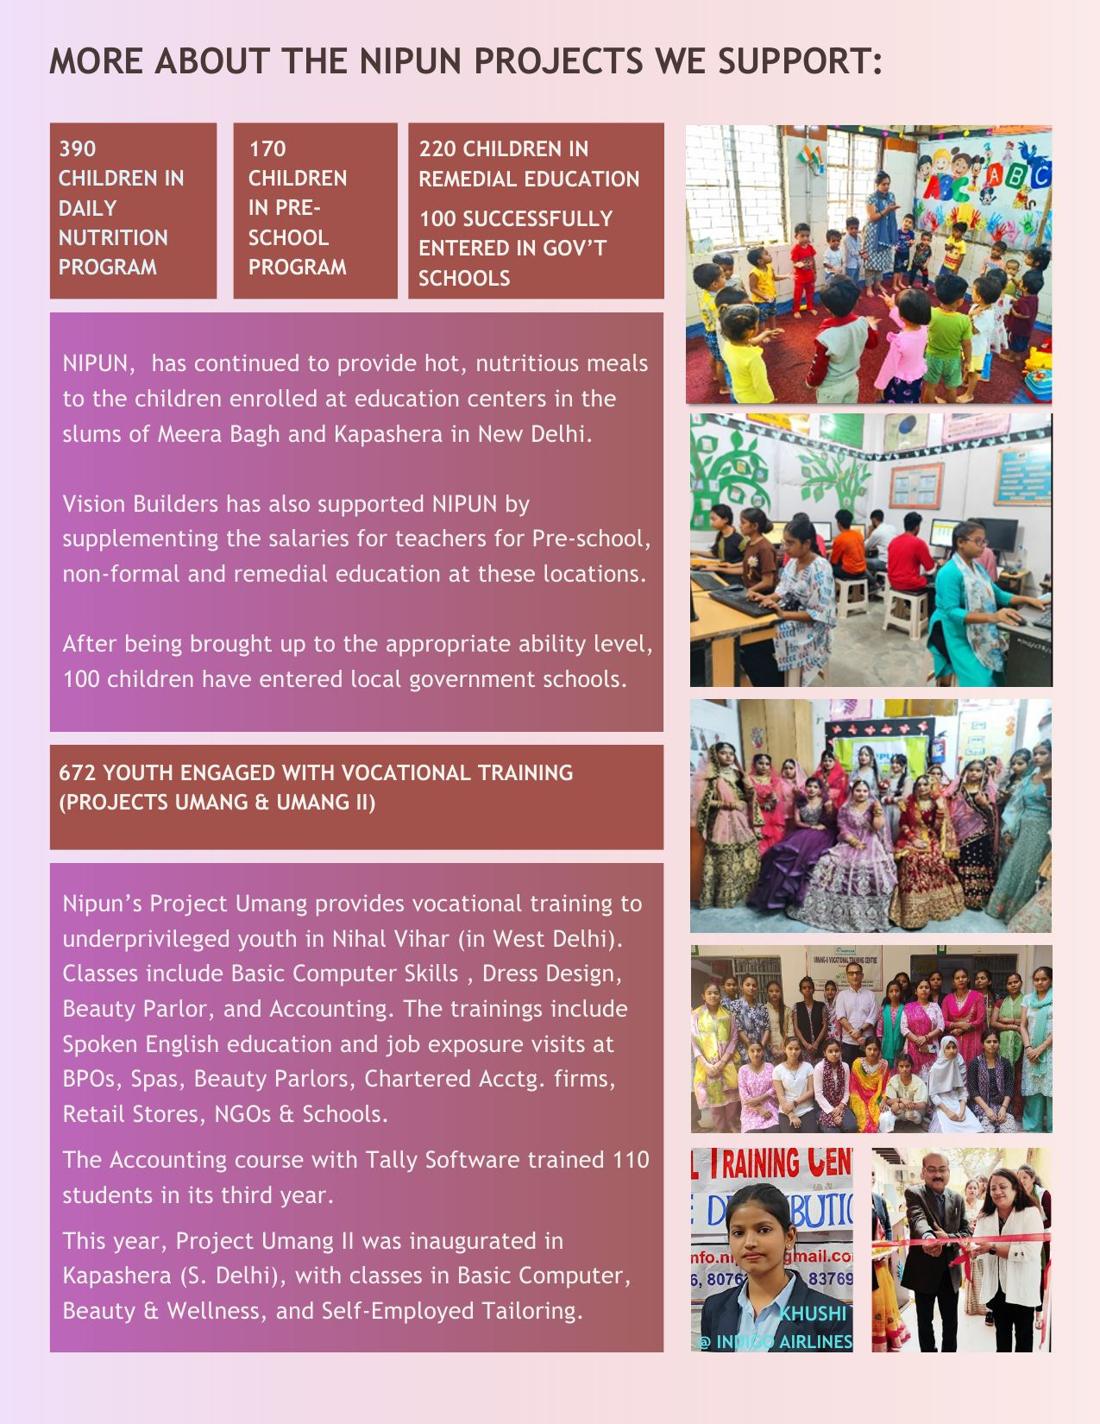 MORE ABOUT THE NIPUN PROJECTS WE SUPPORT:
390
CHILDREN IN
DAILY
NUTRITION
PROGRAM
170
CHILDREN
IN PRE-
SCHOOL
PROGRAM
220 CHILDREN IN
REMEDIAL EDUCATION
100 SUCCESSFULLY
ENTERED IN GOV’T
SCHOOLS
NIPUN,  has continued to provide hot, nutritious meals
to the children enrolled at education centers in the
slums of Meera Bagh and Kapashera in New Delhi.
Vision Builders has also supported NIPUN by
supplementing the salaries for teachers for Pre-school,
non-formal and remedial education at these locations.
After being brought up to the appropriate ability level,
100 children have entered local government schools.
672 YOUTH ENGAGED WITH VOCATIONAL TRAINING
(PROJECTS UMANG & UMANG II)
Nipun’s Project Umang provides vocational training to
underprivileged youth in Nihal Vihar (in West Delhi).
Classes include Basic Computer Skills , Dress Design,
Beauty Parlor, and Accounting. The trainings include
Spoken English education and job exposure visits at
BPOs, Spas, Beauty Parlors, Chartered Acctg. firms,
Retail Stores, NGOs & Schools.
The Accounting course with Tally Software trained 110
students in its third year.
This year, Project Umang II was inaugurated in
Kapashera (S. Delhi), with classes in Basic Computer,
Beauty & Wellness, and Self-Employed Tailoring.
ABC ABC
UMANG-II VOCATIONAL TRAINING CENTRE
L TRAINING CEN
KHUSHI
@ INDIGO AIRLINES